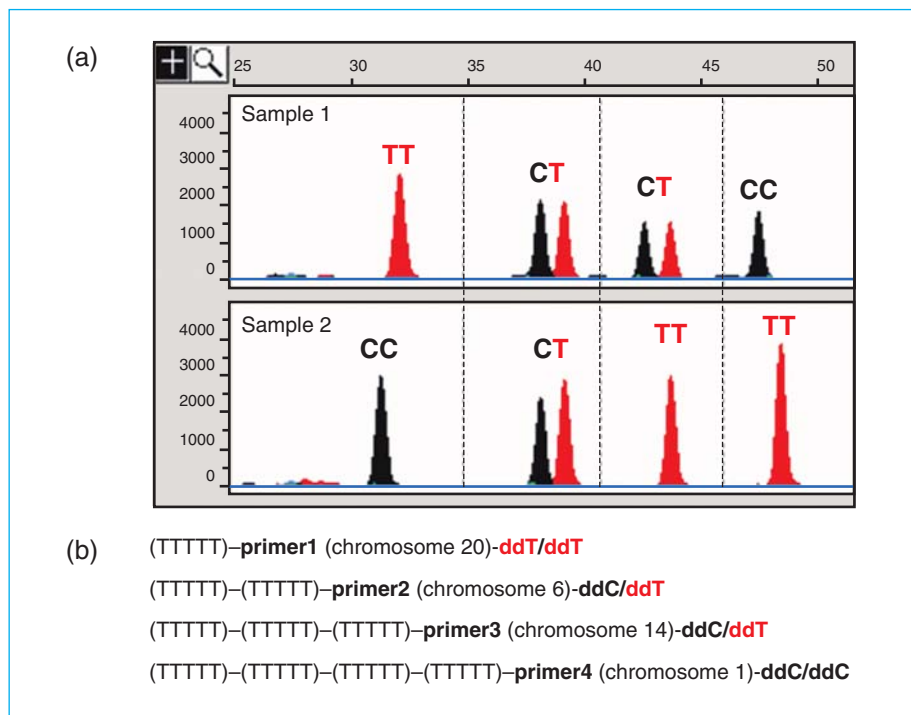 (a)
25 30 35 40 45 50
Sample 1
4000
3000
2000
1000
0
TT
CT
CT
CC
Sample 2
4000
3000
2000
1000
0
CC
CT
TT
TT
(b)
(TTTTT)–primer1 (chromosome 20)-ddT/ddT
(TTTTT)–(TTTTT)–primer2 (chromosome 6)-ddC/ddT
(TTTTT)–(TTTTT)–(TTTTT)–primer3 (chromosome 14)-ddC/ddT
(TTTTT)–(TTTTT)–(TTTTT)–(TTTTT)–primer4 (chromosome 1)-ddC/ddC